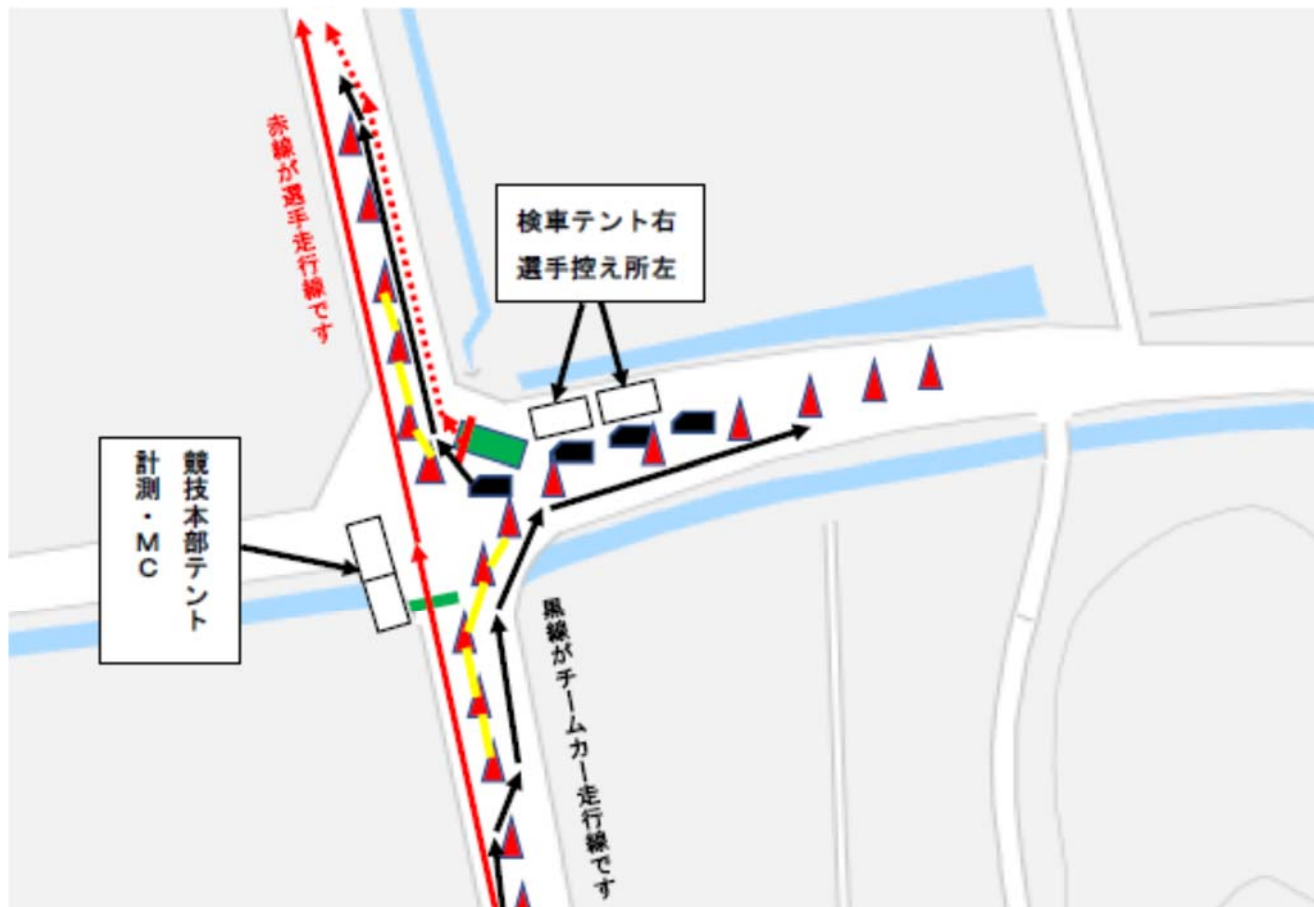 赤線が選手走行線です
検車テント右
選手控え所左
競技本部テント
計測・MC
黒線がチームカー走行線です